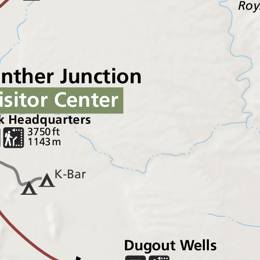 Roy
nther Junction
isitor Center
k Headquarters
3750 ft
1143 m
K-Bar
Dugout Wells